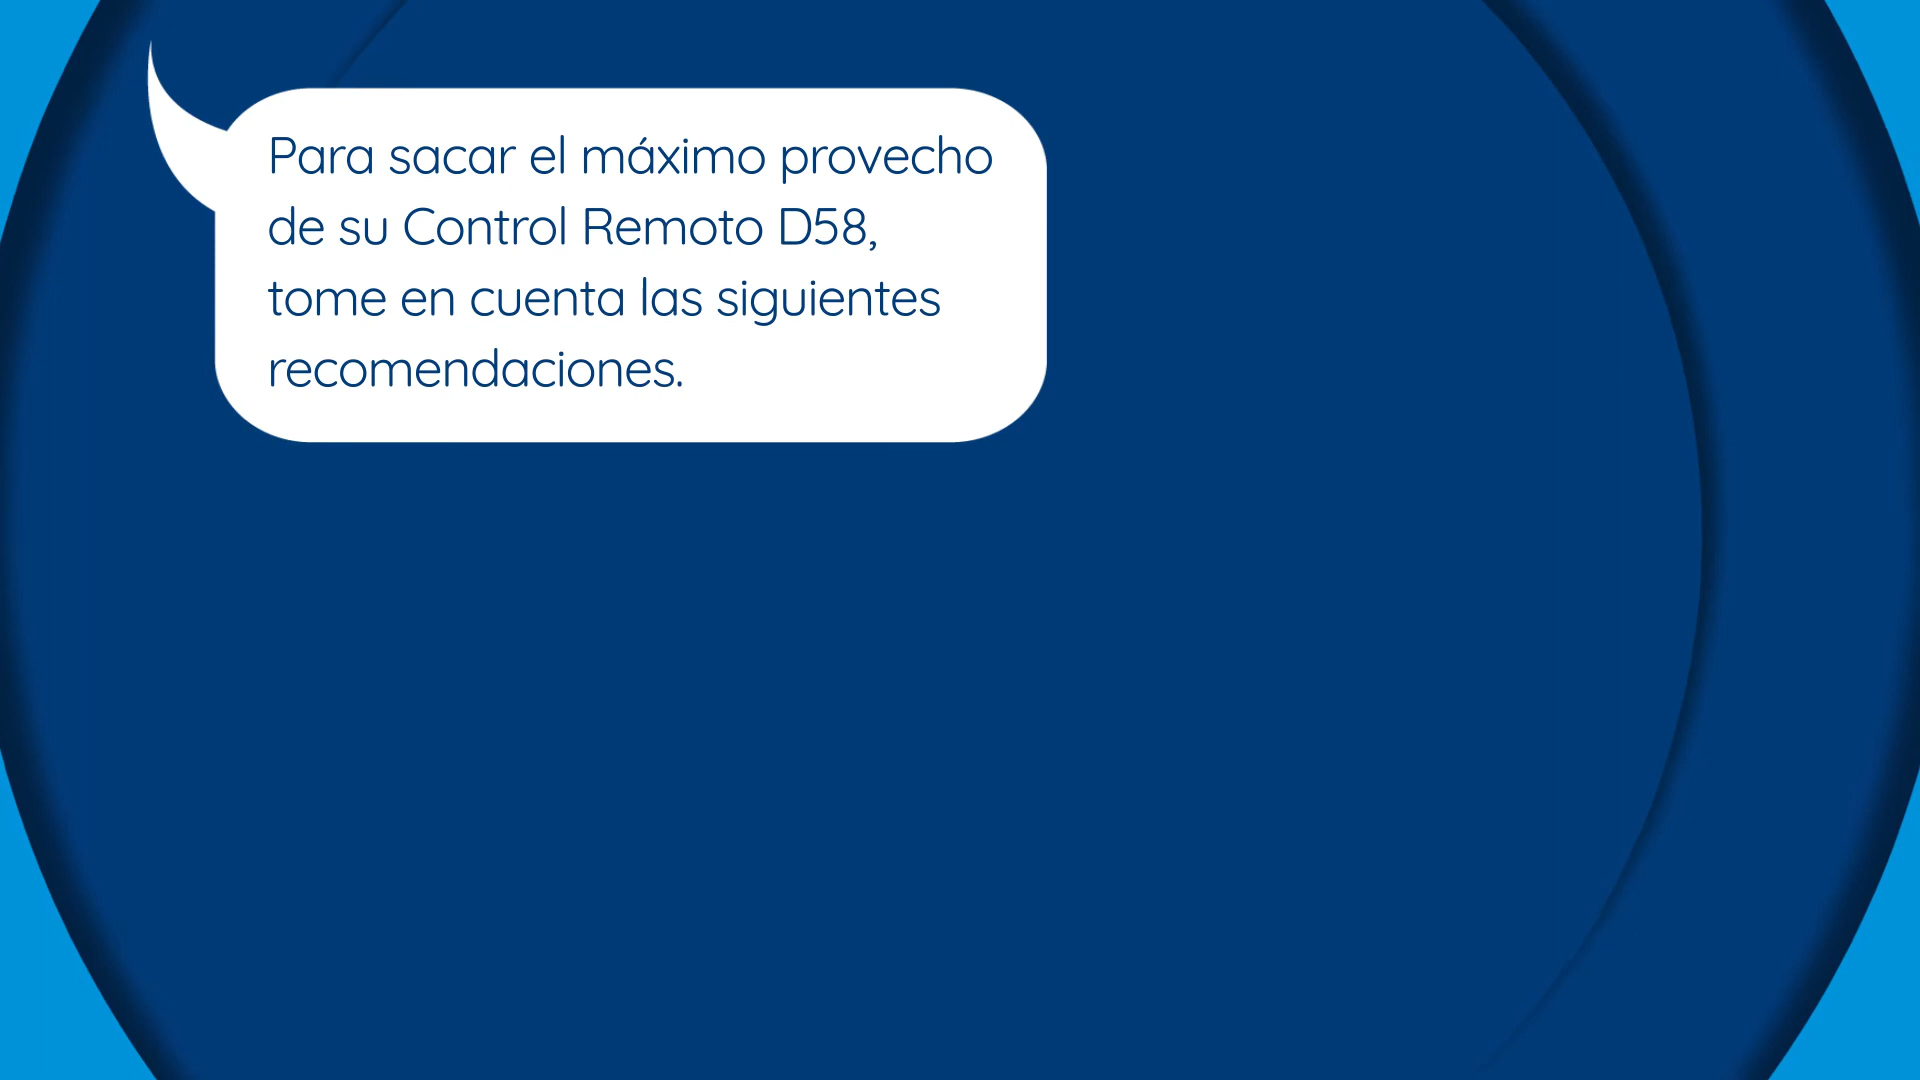 Para sacar el máximo provecho
de su Control Remoto D58,
tome en cuenta las siguientes
recomendaciones.